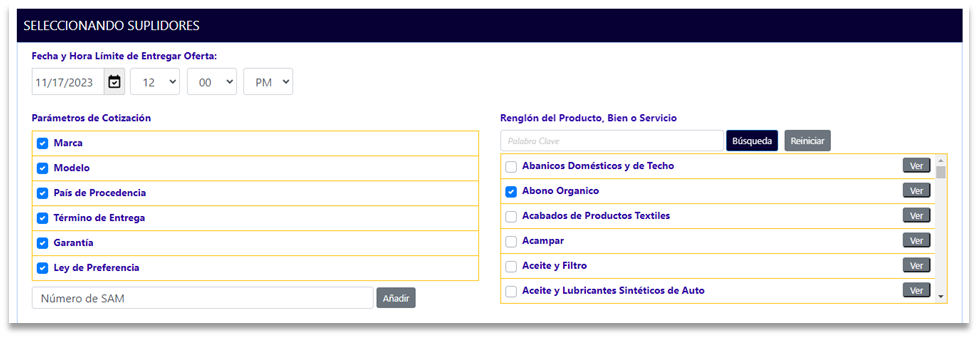 SELECCIONANDO SUPLIDORES
Fecha y Hora Límite de Entregar Oferta:
11/17/2023 12 00 PM
Parámetros de Cotización
Marca
Modelo
País de Procedencia
Término de Entrega
Garantía
Ley de Preferencia
Número de SAM Añadir
Renglón del Producto, Bien o Servicio
Palabra Clave Búsqueda Reiniciar
Abanicos Domésticos y de Techo Ver
Abono Organico Ver
Acabados de Productos Textiles Ver
Acampar Ver
Aceite y Filtro Ver
Aceite y Lubricantes Sintéticos de Auto Ver